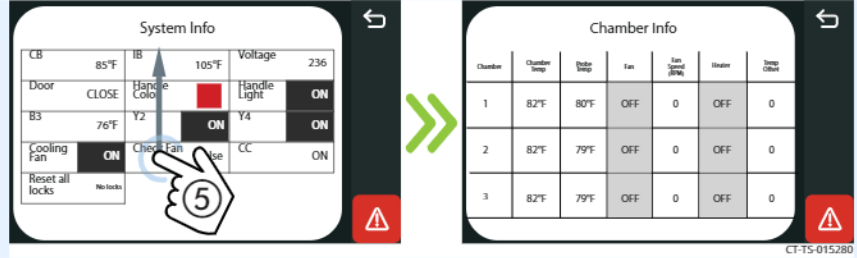 System Info
CB 85°F IB 105°F Voltage 236
Door CLOSE Handle Color Handle Light ON
B3 76°F Y2 ON Y4 ON
Cooling Fan ON Check Fan CC ON
Reset all locks No locks
5
Chamber Info
Chamber Chamber Temp Probe Temp Fan Fan Speed (RPM) Heater Temp Offset
1 82°F 80°F OFF 0 OFF 0
2 82°F 79°F OFF 0 OFF 0
3 82°F 79°F OFF 0 OFF 0
CT-TS-015280